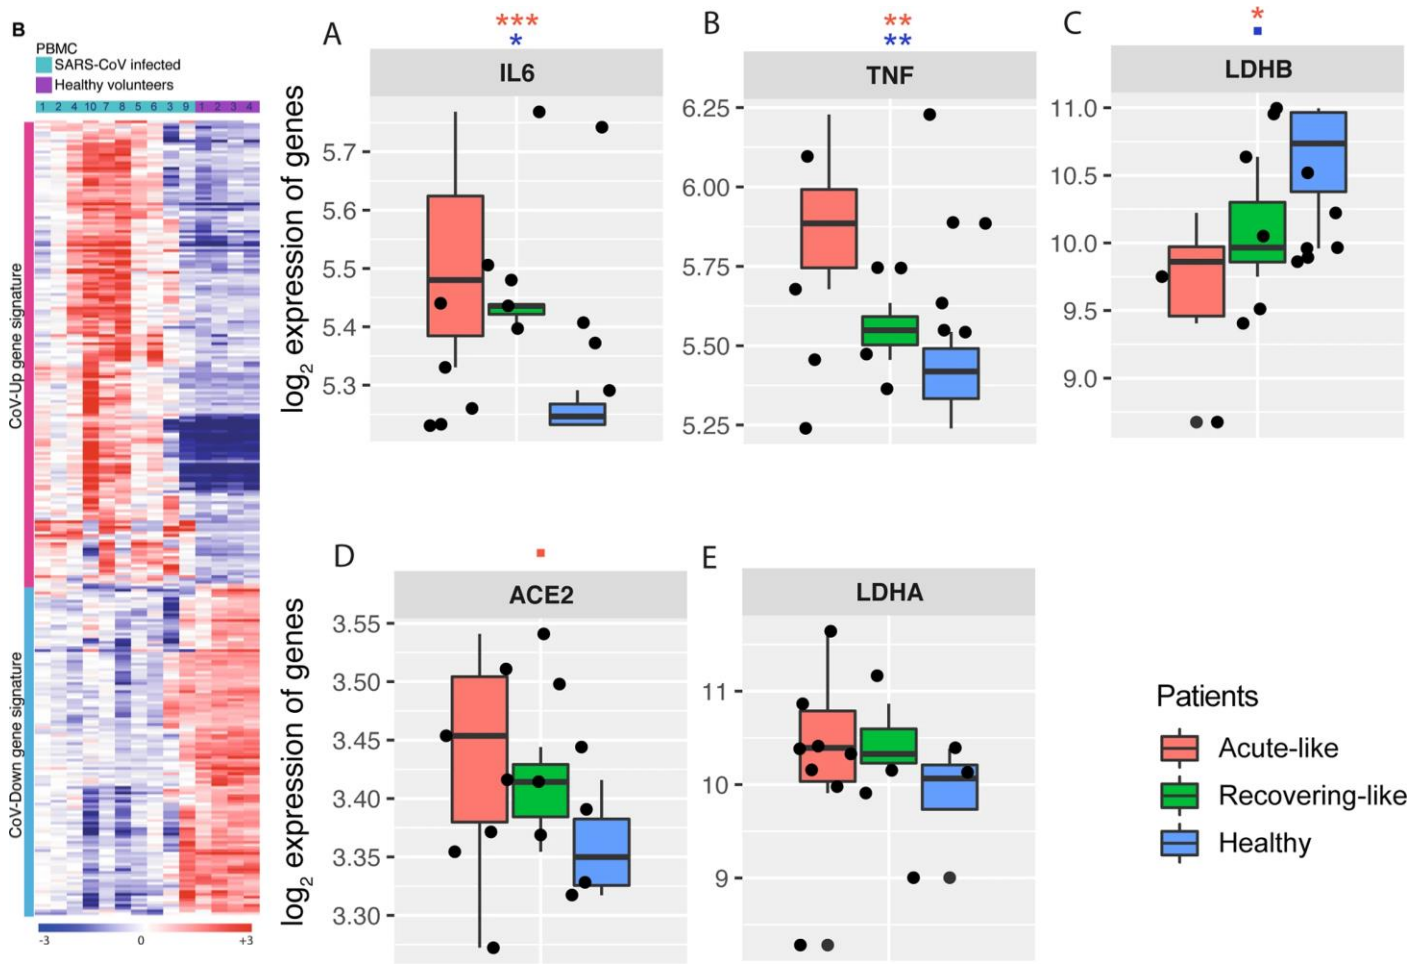 B
PBMC
SARS-CoV infected
Healthy volunteers
1 2 4 10 7 8 5 6 3 9 1 2 3 4
CoV-Up gene signature
CoV-Down gene signature
-3 0 +3
A
***
*
IL6
log2 expression of genes
5.7
5.6
5.5
5.4
5.3
B
**
**
TNF
6.25
6.00
5.75
5.50
5.25
C
*
LDHB
11.0
10.5
10.0
9.5
9.0
D
ACE2
log2 expression of genes
3.55
3.50
3.45
3.40
3.35
3.30
E
LDHA
11
10
9
Patients
Acute-like
Recovering-like
Healthy